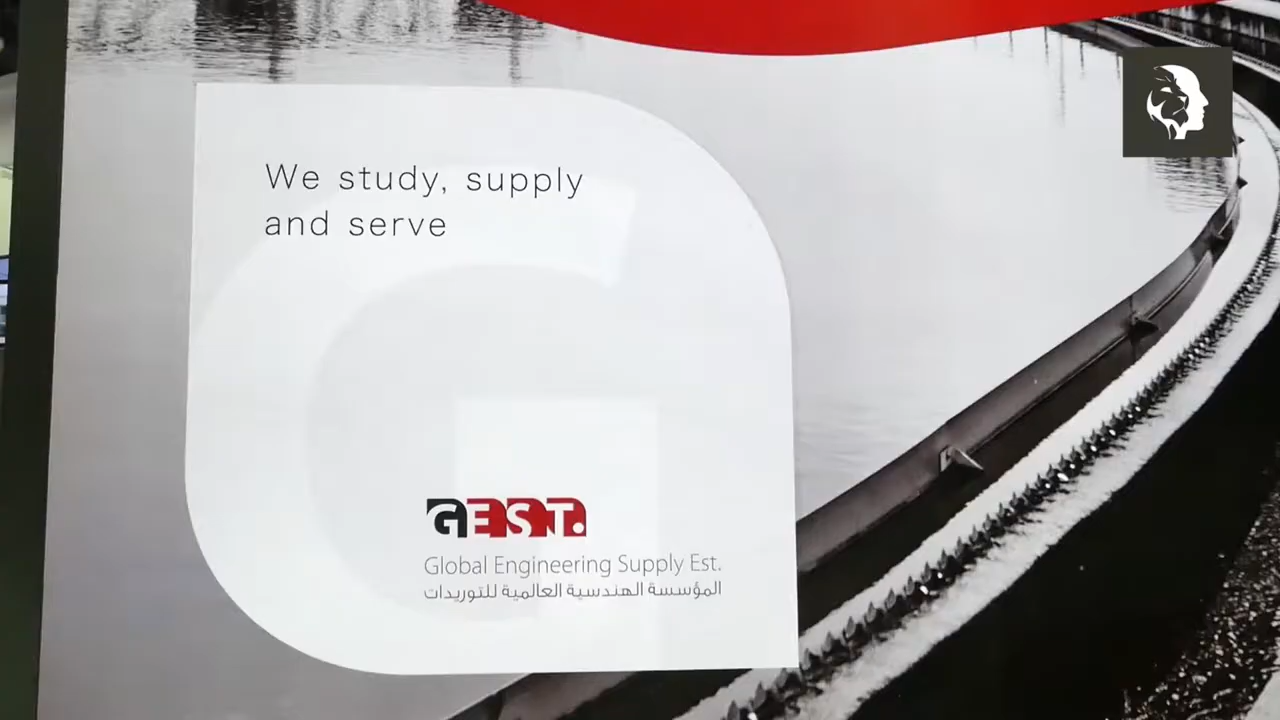 We study, supply
and serve
GEST.
Global Engineering Supply Est.
المؤسسة الهندسية العالمية للتوريدات